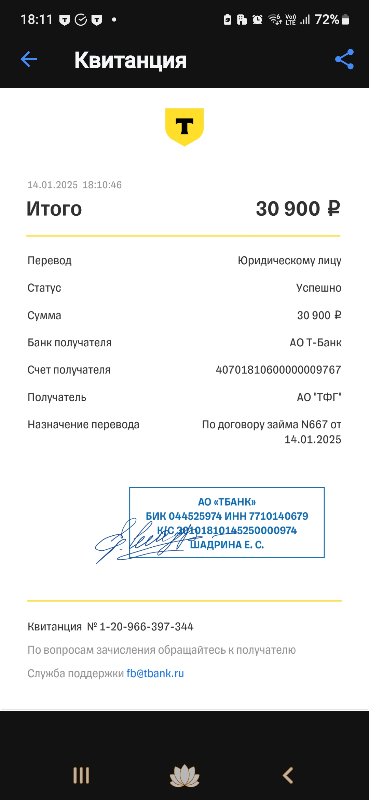 18:11 72%
Квитанция
Т
14.01.2025 18:10:46
Итого 30 900 ₽
Перевод Юридическому лицу
Статус Успешно
Сумма 30 900 ₽
Банк получателя АО Т-Банк
Счет получателя 40701810600000009767
Получатель АО "ТФГ"
Назначение перевода По договору займа N667 от
14.01.2025
АО «ТБАНК»
БИК 044525974 ИНН 7710140679
К/С 30101810145250000974
ШАДРИНА Е. С.
Квитанция № 1-20-966-397-344
По вопросам зачисления обращайтесь к получателю
Служба поддержки fb@tbank.ru